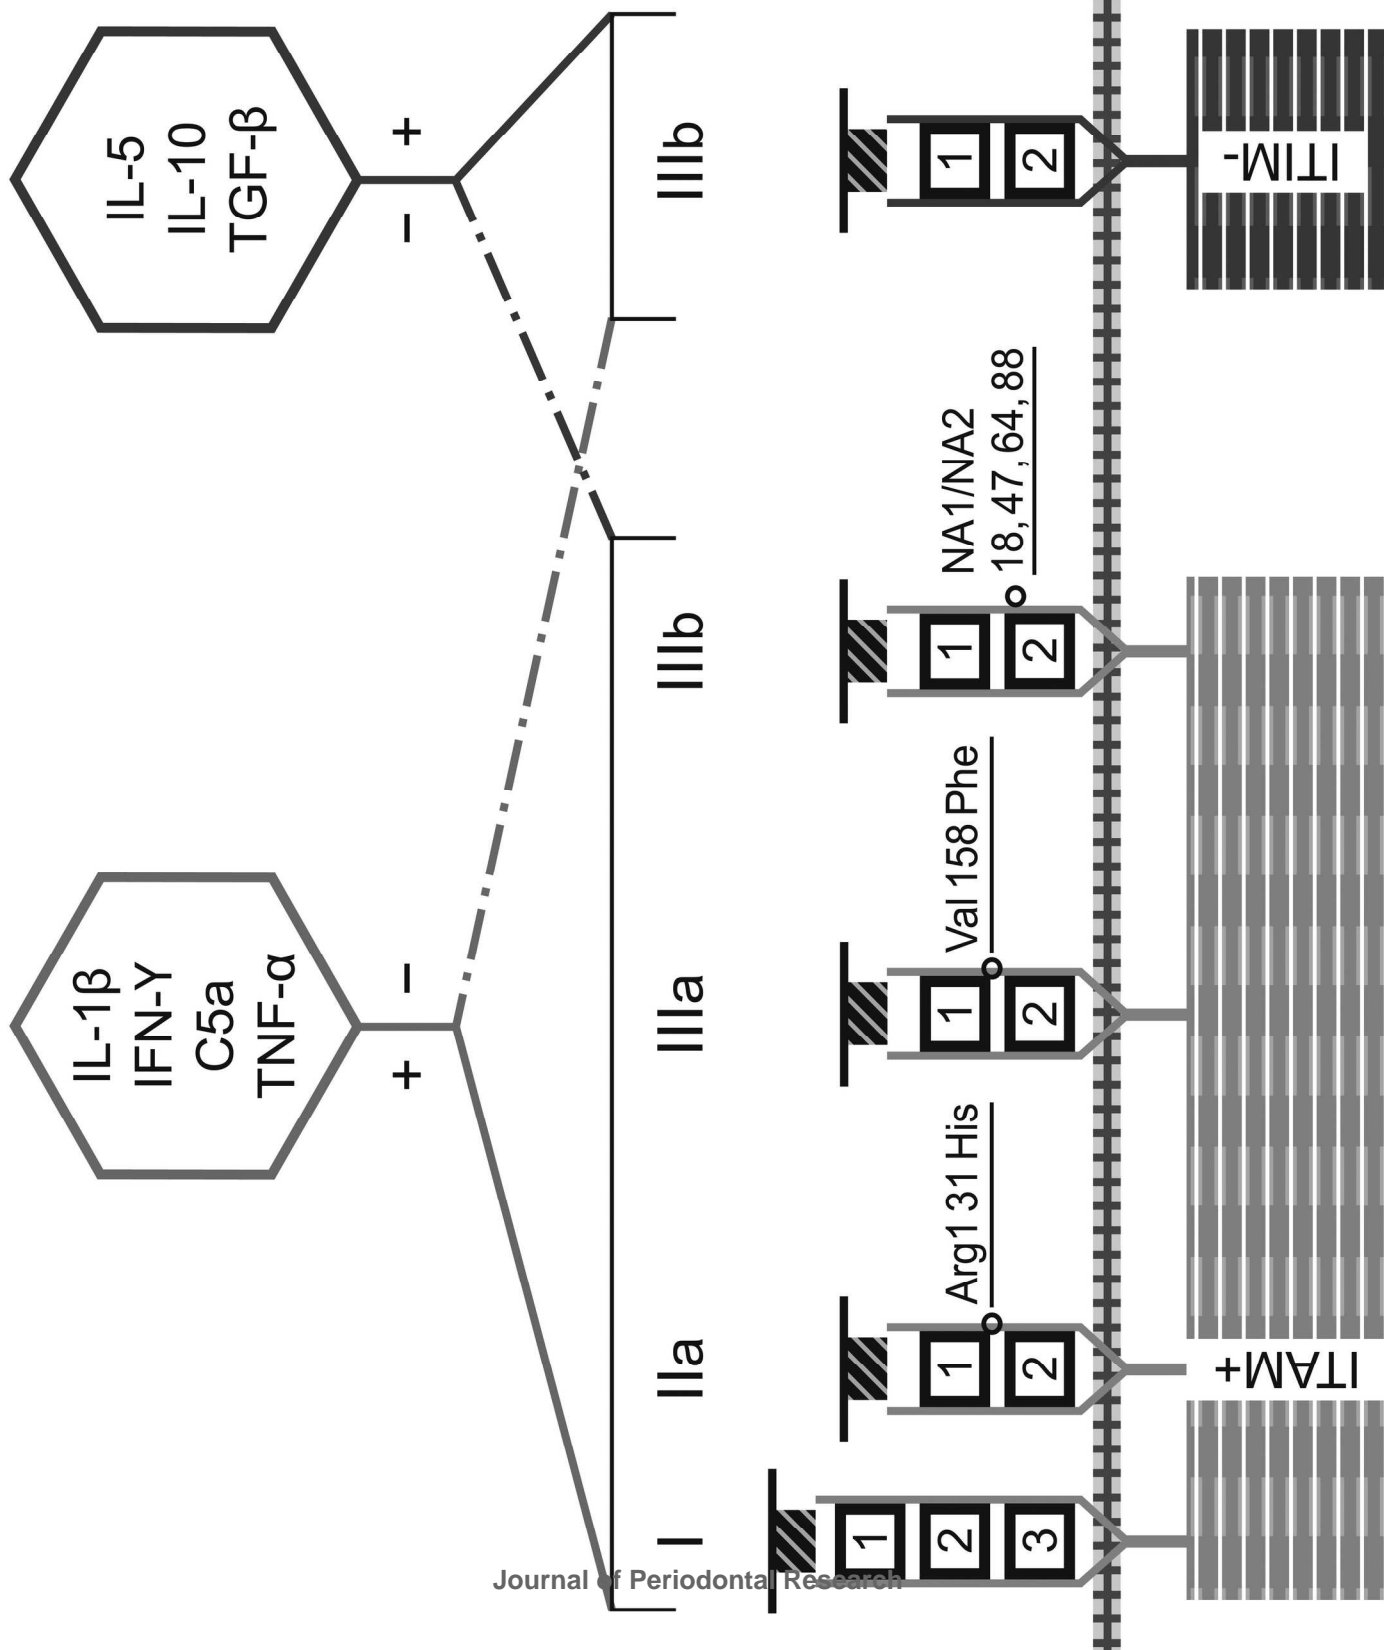 IL-1β
IFN-Y
C5a
TNF-α
+ –
IL-5
IL-10
TGF-β
– +
I
IIa
IIIa
IIIb
IIIb
1
2
3
1
2
Arg1 31 His
1
2
Val 158 Phe
1
2
NA1/NA2
18, 47, 64, 88
1
2
ITAM+
ITIM-
Journal of Periodontal Research